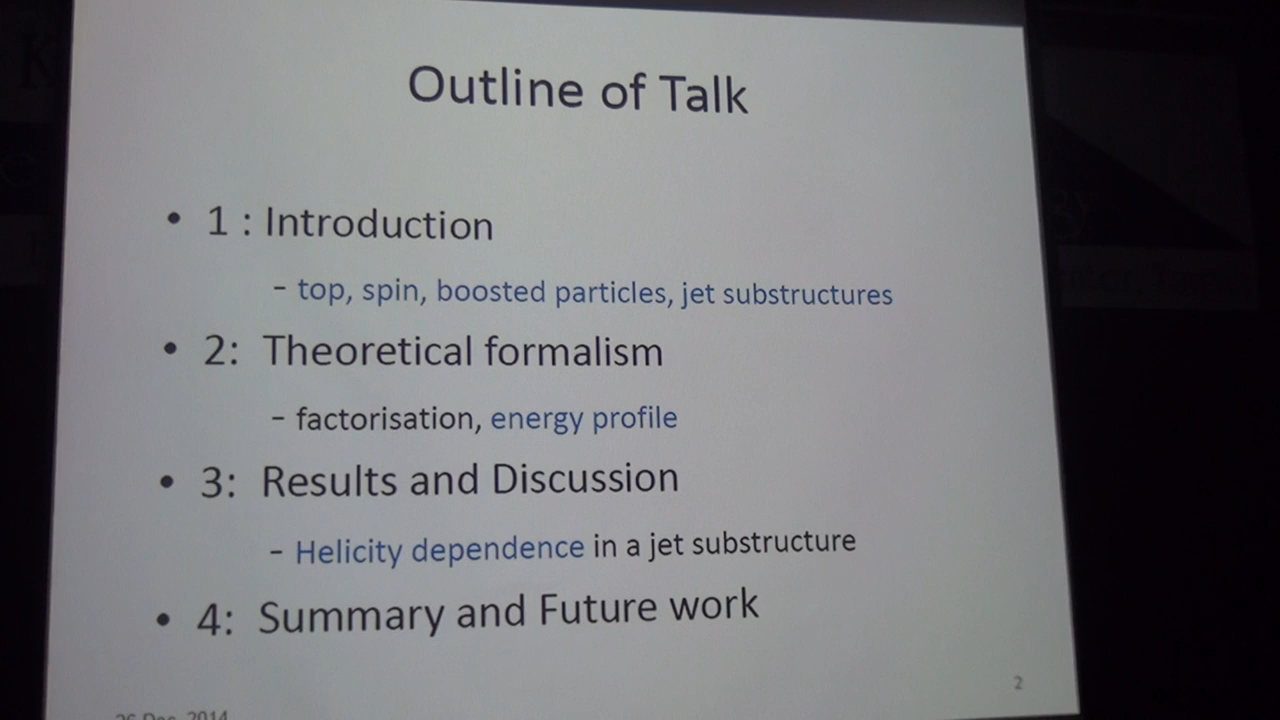 Outline of Talk
• 1 : Introduction
– top, spin, boosted particles, jet substructures
• 2: Theoretical formalism
– factorisation, energy profile
• 3: Results and Discussion
– Helicity dependence in a jet substructure
• 4: Summary and Future work
2
26 Dec. 2014